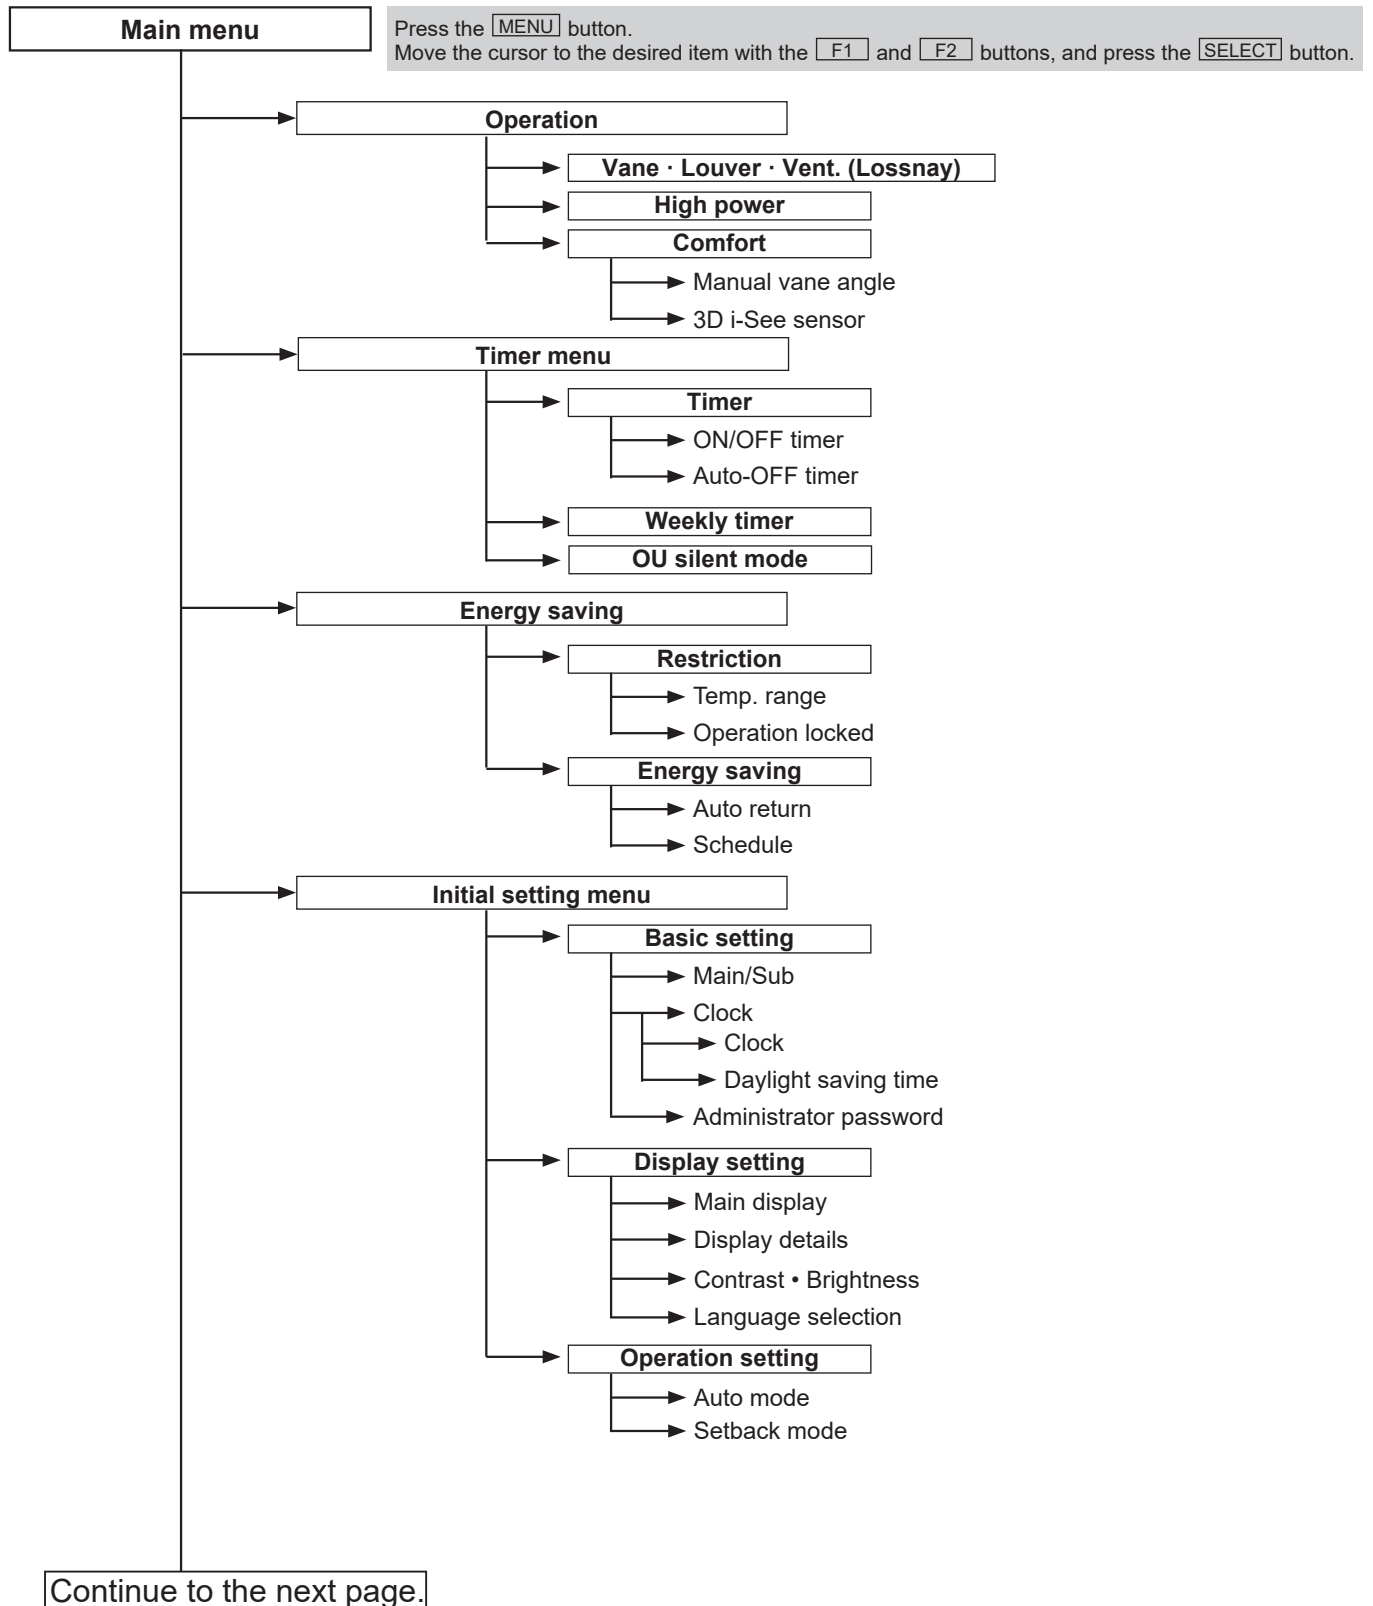 Main menu
Press the MENU button.
Move the cursor to the desired item with the F1 and F2 buttons, and press the SELECT button.
Operation
Vane · Louver · Vent. (Lossnay)
High power
Comfort
Manual vane angle
3D i-See sensor
Timer menu
Timer
ON/OFF timer
Auto-OFF timer
Weekly timer
OU silent mode
Energy saving
Restriction
Temp. range
Operation locked
Energy saving
Auto return
Schedule
Initial setting menu
Basic setting
Main/Sub
Clock
Clock
Daylight saving time
Administrator password
Display setting
Main display
Display details
Contrast • Brightness
Language selection
Operation setting
Auto mode
Setback mode
Continue to the next page.